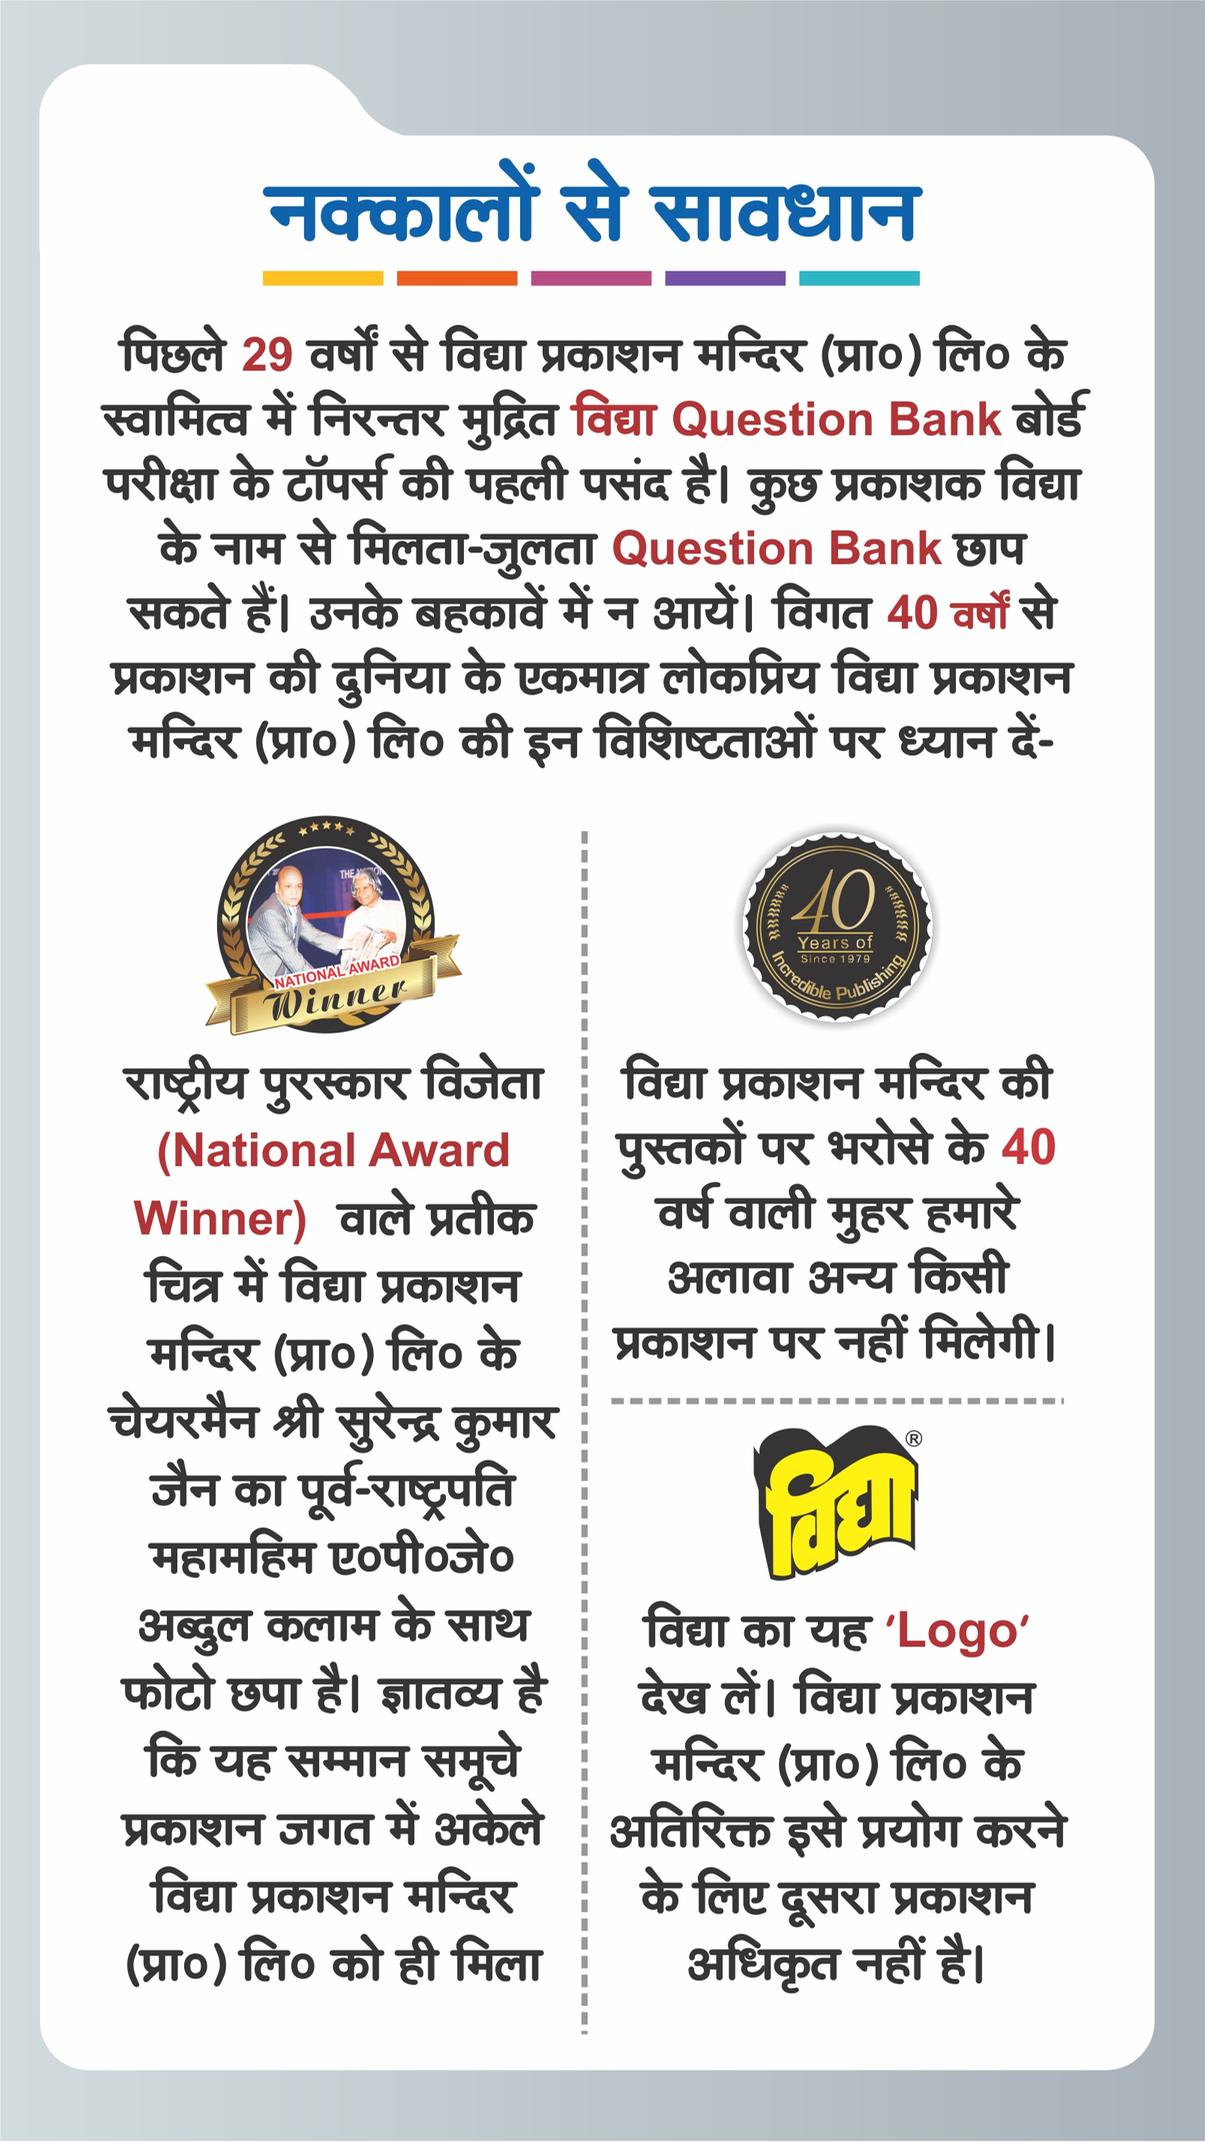 नक्कालों से सावधान
पिछले 29 वर्षों से विद्या प्रकाशन मन्दिर (प्रा०) लि० के
स्वामित्व में निरन्तर मुद्रित विद्या Question Bank बोर्ड
परीक्षा के टॉपर्स की पहली पसंद है। कुछ प्रकाशक विद्या
के नाम से मिलता-जुलता Question Bank छाप
सकते हैं। उनके बहकावें में न आयें। विगत 40 वर्षों से
प्रकाशन की दुनिया के एकमात्र लोकप्रिय विद्या प्रकाशन
मन्दिर (प्रा०) लि० की इन विशिष्टताओं पर ध्यान दें-
NATIONAL AWARD
Winner
राष्ट्रीय पुरस्कार विजेता
(National Award
Winner) वाले प्रतीक
चित्र में विद्या प्रकाशन
मन्दिर (प्रा०) लि० के
चेयरमैन श्री सुरेन्द्र कुमार
जैन का पूर्व-राष्ट्रपति
महामहिम ए०पी०जे०
अब्दुल कलाम के साथ
फोटो छपा है। ज्ञातव्य है
कि यह सम्मान समूचे
प्रकाशन जगत में अकेले
विद्या प्रकाशन मन्दिर
(प्रा०) लि० को ही मिला
40
Years of
Since 1979
Incredible Publishing
विद्या प्रकाशन मन्दिर की
पुस्तकों पर भरोसे के 40
वर्ष वाली मुहर हमारे
अलावा अन्य किसी
प्रकाशन पर नहीं मिलेगी।
विद्या ®
विद्या का यह ‘Logo‘
देख लें। विद्या प्रकाशन
मन्दिर (प्रा०) लि० के
अतिरिक्त इसे प्रयोग करने
के लिए दूसरा प्रकाशन
अधिकृत नहीं है।